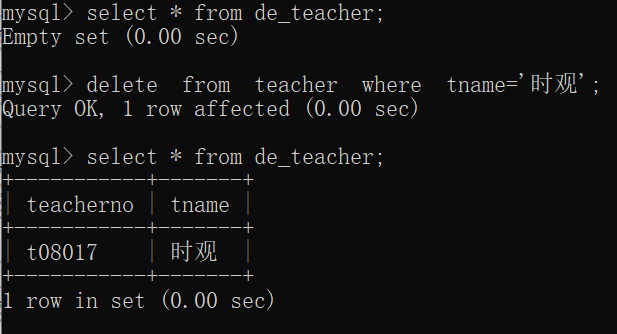 mysql> select * from de_teacher;
Empty set (0.00 sec)
mysql> delete  from  teacher  where  tname='时观';
Query OK, 1 row affected (0.00 sec)
mysql> select * from de_teacher;
+-----------+-------+
| teacherno | tname |
+-----------+-------+
| t08017    | 时观  |
+-----------+-------+
1 row in set (0.00 sec)